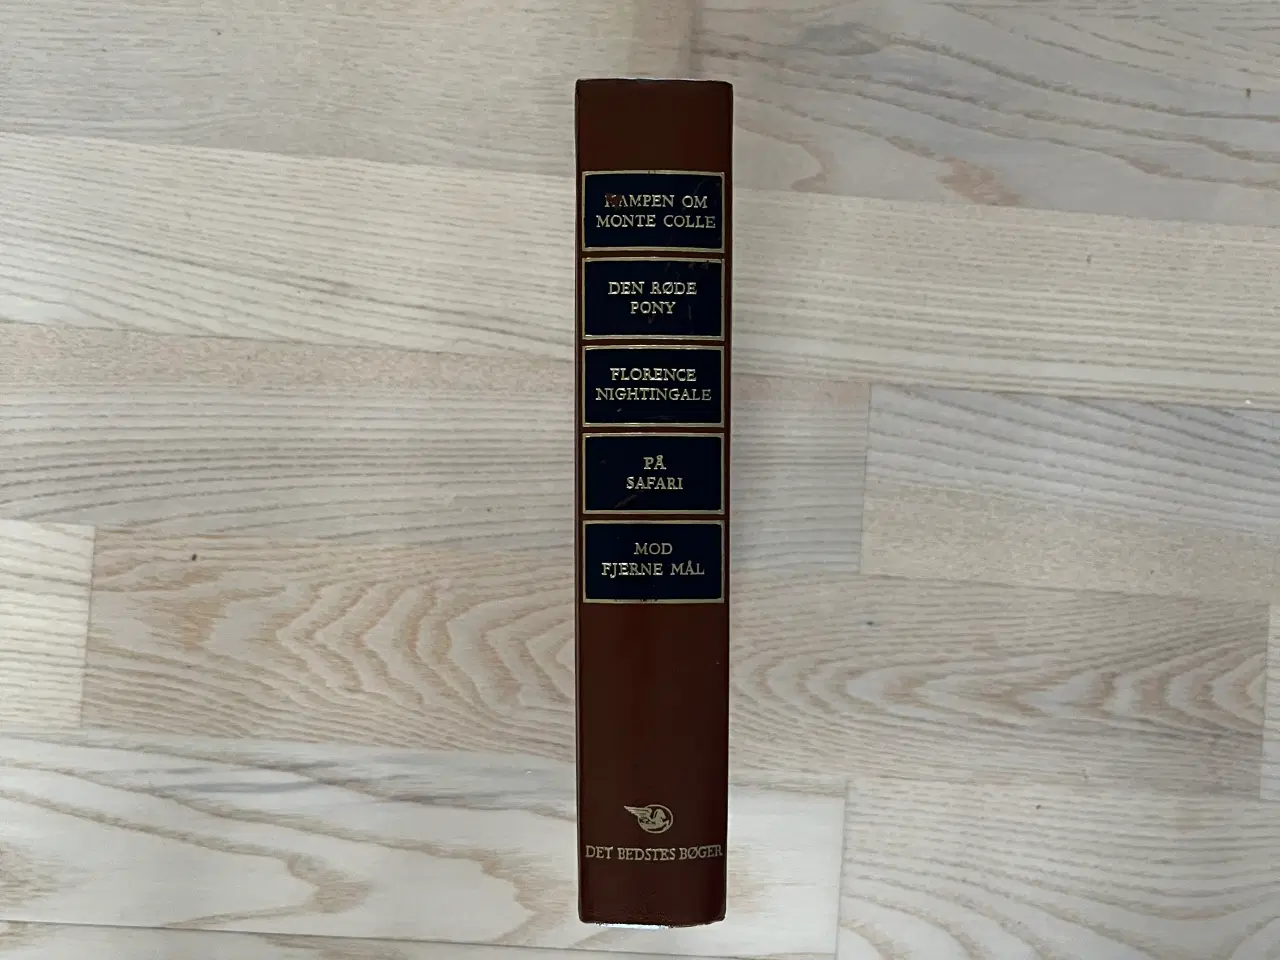 KAMPEN OM
MONTE COLLE
DEN RØDE
PONY
FLORENCE
NIGHTINGALE
PÅ
SAFARI
MOD
FJERNE MÅL
DET BEDSTES BØGER